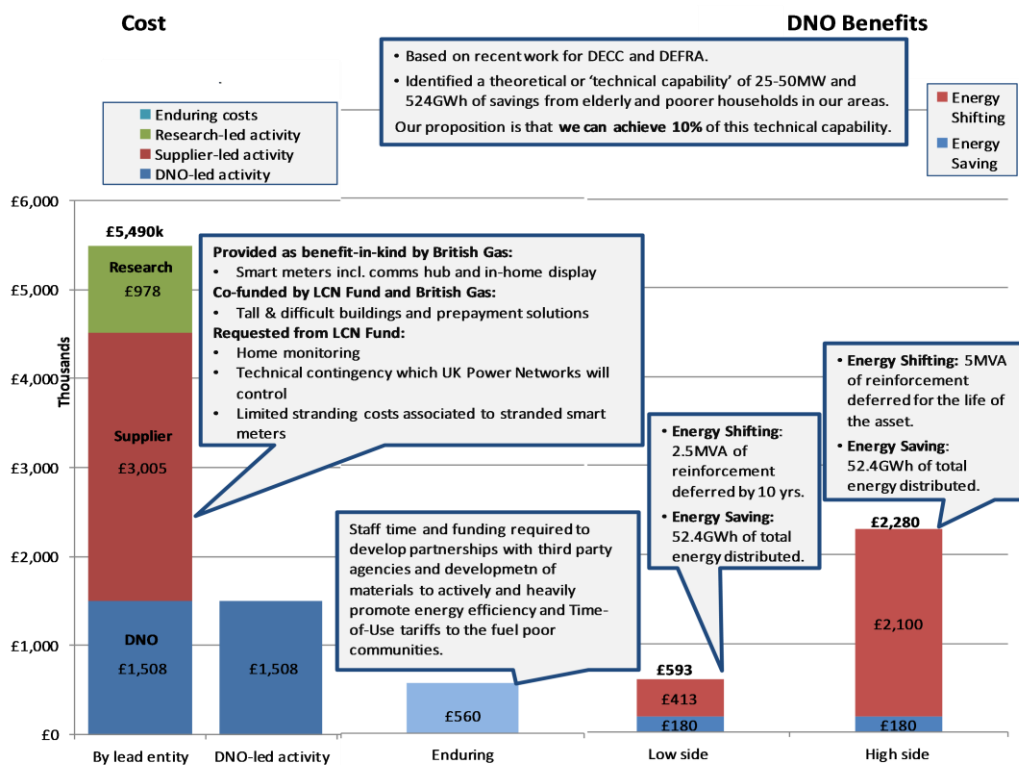 Cost
DNO Benefits
• Based on recent work for DECC and DEFRA.
• Identified a theoretical or ‘technical capability’ of 25-50MW and
524GWh of savings from elderly and poorer households in our areas.
Our proposition is that we can achieve 10% of this technical capability.
Enduring costs
Research-led activity
Supplier-led activity
DNO-led activity
Energy
Shifting
Energy
Saving
£6,000
£5,000
£4,000
£3,000
£2,000
£1,000
£0
Thousands
£5,490k
Research
£978
Supplier
£3,005
DNO
£1,508
£1,508
Provided as benefit-in-kind by British Gas:
• Smart meters incl. comms hub and in-home display
Co-funded by LCN Fund and British Gas:
• Tall & difficult buildings and prepayment solutions
Requested from LCN Fund:
• Home monitoring
• Technical contingency which UK Power Networks will
control
• Limited stranding costs associated to stranded smart
meters
Staff time and funding required to
develop partnerships with third party
agencies and developmetn of
materials to actively and heavily
promote energy efficiency and Time-
of-Use tariffs to the fuel poor
communities.
£560
• Energy Shifting:
2.5MVA of
reinforcement
deferred by 10 yrs.
• Energy Saving:
52.4GWh of total
energy distributed.
£593
£413
£180
• Energy Shifting: 5MVA
of reinforcement
deferred for the life of
the asset.
• Energy Saving:
52.4GWh of total
energy distributed.
£2,280
£2,100
£180
By lead entity
DNO-led activity
Enduring
Low side
High side